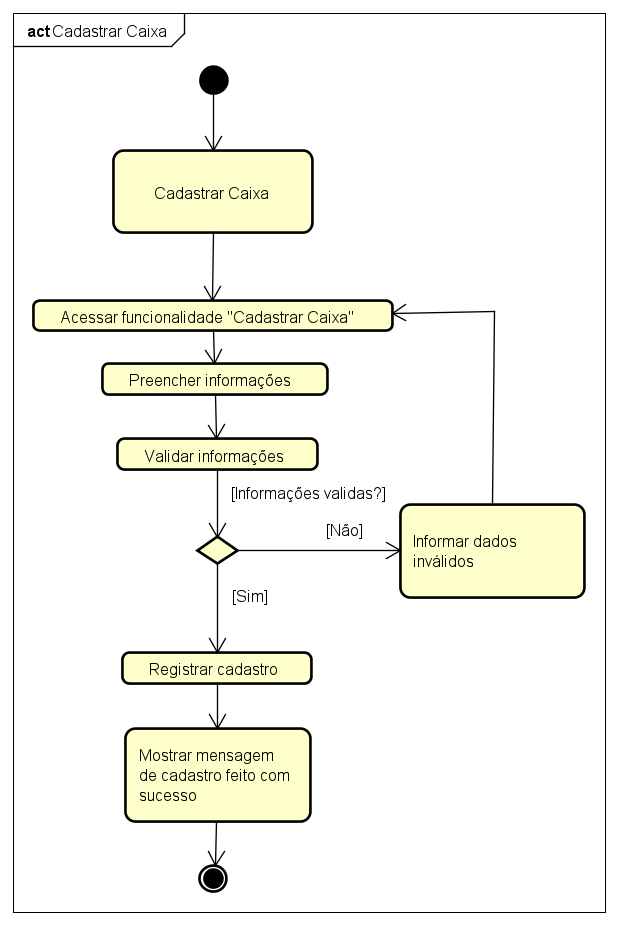 act Cadastrar Caixa
Cadastrar Caixa
Acessar funcionalidade "Cadastrar Caixa"
Preencher informações
Validar informações
[Informações validas?]
[Não]
Informar dados
inválidos
[Sim]
Registrar cadastro
Mostrar mensagem
de cadastro feito com
sucesso